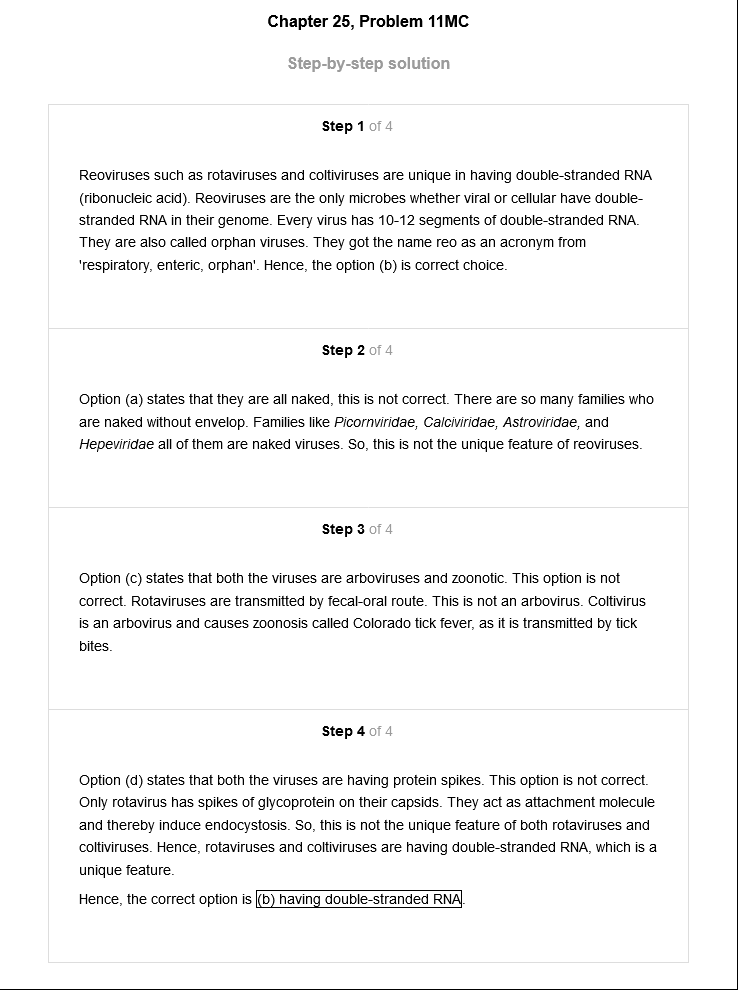 Chapter 25, Problem 11MC
Step-by-step solution
Step 1 of 4
Reoviruses such as rotaviruses and coltiviruses are unique in having double-stranded RNA
(ribonucleic acid). Reoviruses are the only microbes whether viral or cellular have double-
stranded RNA in their genome. Every virus has 10-12 segments of double-stranded RNA.
They are also called orphan viruses. They got the name reo as an acronym from
'respiratory, enteric, orphan'. Hence, the option (b) is correct choice.
Step 2 of 4
Option (a) states that they are all naked, this is not correct. There are so many families who
are naked without envelop. Families like Picornviridae, Calciviridae, Astroviridae, and
Hepeviridae all of them are naked viruses. So, this is not the unique feature of reoviruses.
Step 3 of 4
Option (c) states that both the viruses are arboviruses and zoonotic. This option is not
correct. Rotaviruses are transmitted by fecal-oral route. This is not an arbovirus. Coltivirus
is an arbovirus and causes zoonosis called Colorado tick fever, as it is transmitted by tick
bites.
Step 4 of 4
Option (d) states that both the viruses are having protein spikes. This option is not correct.
Only rotavirus has spikes of glycoprotein on their capsids. They act as attachment molecule
and thereby induce endocystosis. So, this is not the unique feature of both rotaviruses and
coltiviruses. Hence, rotaviruses and coltiviruses are having double-stranded RNA, which is a
unique feature.
Hence, the correct option is (b) having double-stranded RNA.